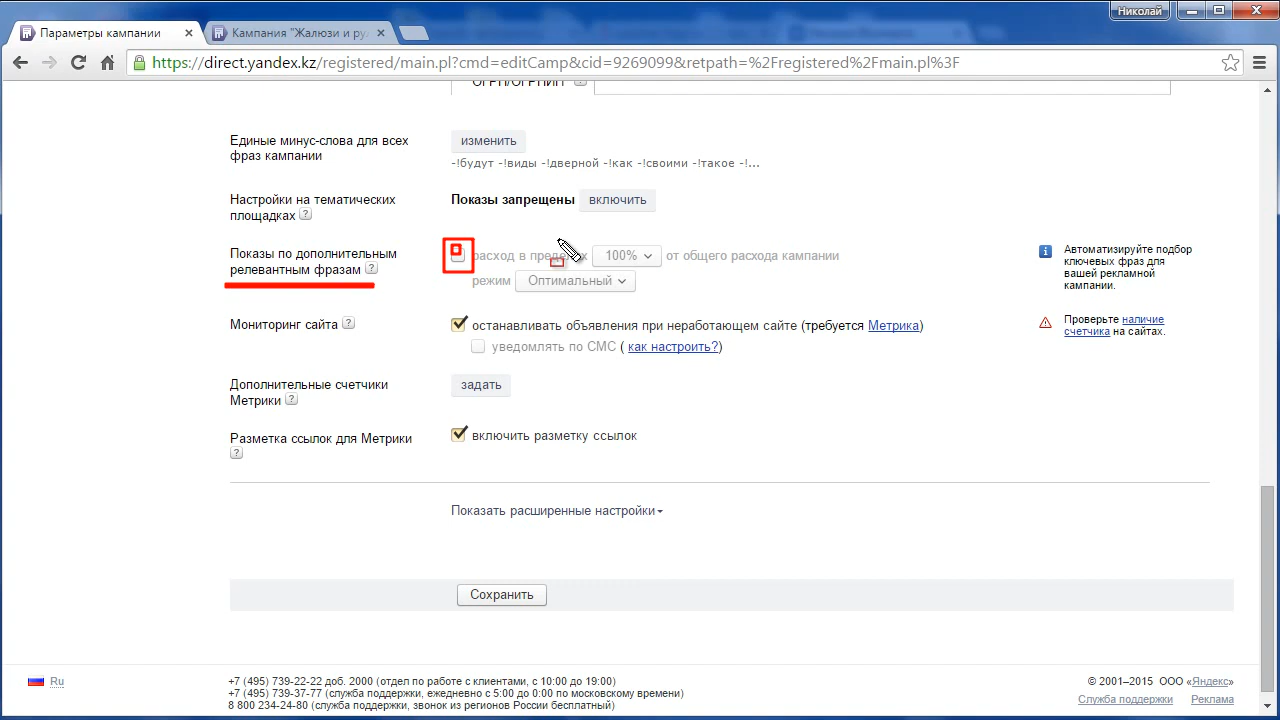 Николай
Параметры кампании
Кампания "Жалюзи и ру
https://direct.yandex.kz/registered/main.pl?cmd=editCamp&cid=9269099&retpath=%2Fregistered%2Fmain.pl%3F
ОГРН/ОГРНИП ?
Единые минус-слова для всех
фраз кампании
изменить
-!будут -!виды -!дверной -!как -!своими -!такое -!...
Настройки на тематических
площадках ?
Показы запрещены включить
Показы по дополнительным
релевантным фразам ?
расход в пределах 100% от общего расхода кампании
режим Оптимальный
Автоматизируйте подбор
ключевых фраз для
вашей рекламной
кампании.
Мониторинг сайта ?
останавливать объявления при неработающем сайте (требуется Метрика)
уведомлять по СМС ( как настроить?)
Проверьте наличие
счетчика на сайтах.
Дополнительные счетчики
Метрики ?
задать
Разметка ссылок для Метрики
?
включить разметку ссылок
Показать расширенные настройки
Сохранить
Ru
+7 (495) 739-22-22 доб. 2000 (отдел по работе с клиентами, с 10:00 до 19:00)
+7 (495) 739-37-77 (служба поддержки, ежедневно с 5:00 до 0:00 по московскому времени)
8 800 234-24-80 (служба поддержки, звонок из регионов России бесплатный)
© 2001–2015 ООО «Яндекс»
Служба поддержки Реклама